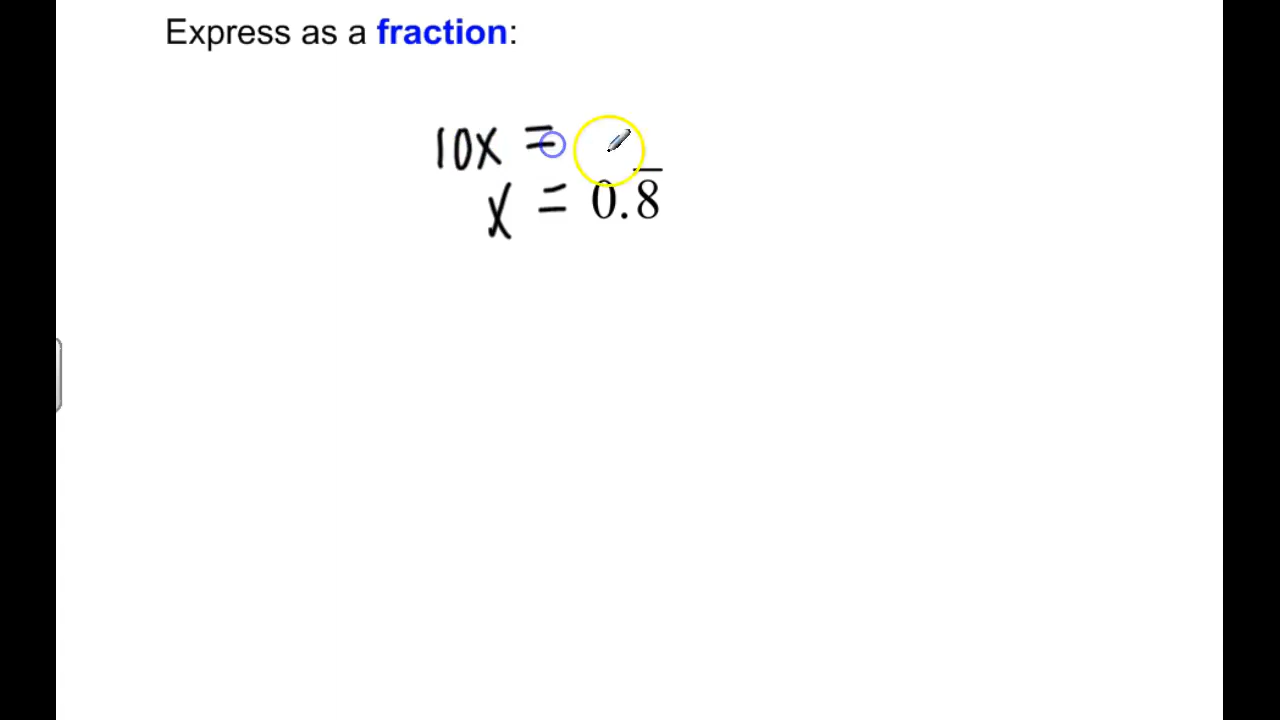 Express as a fraction:
10x =
x = 0.8̅